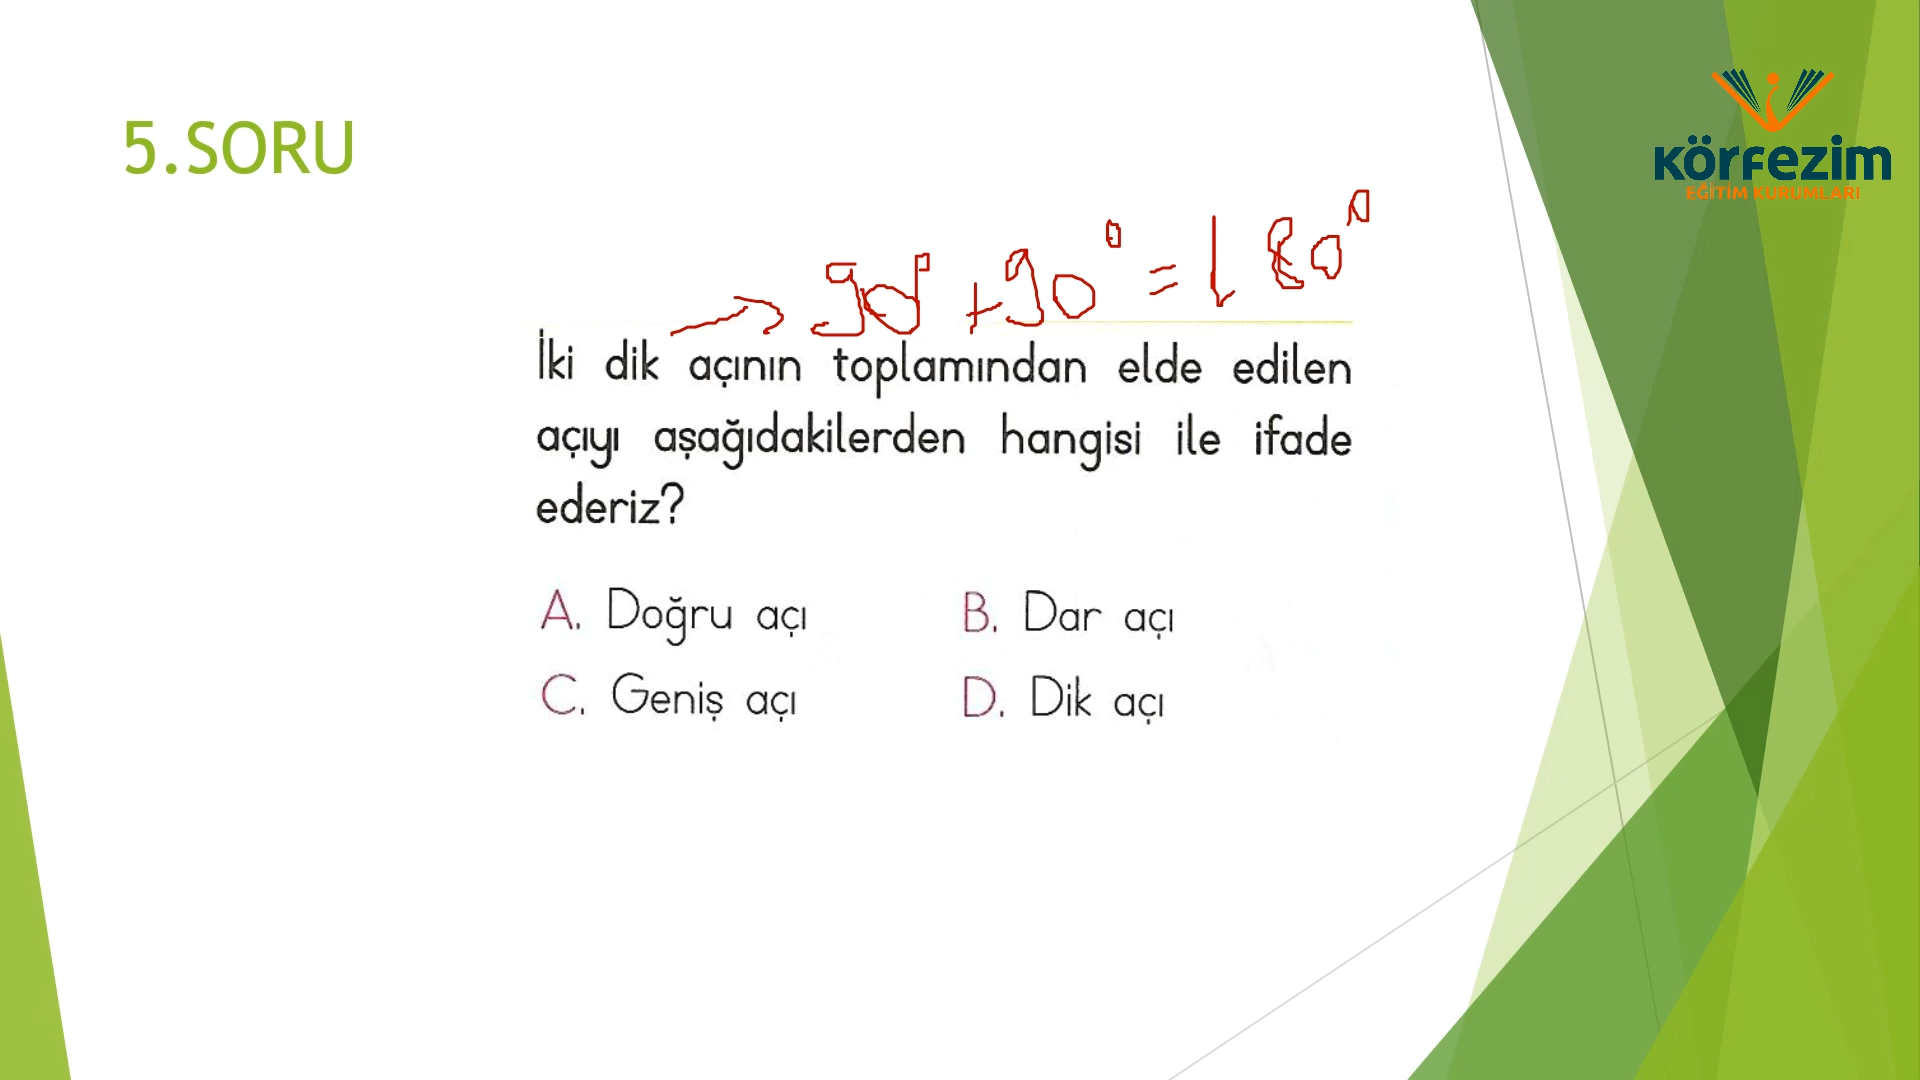 5.SORU
körfezim
EĞİTİM KURUMLARI
90° + 90° = 180°
İki dik açının toplamından elde edilen
açıyı aşağıdakilerden hangisi ile ifade
ederiz?
A. Doğru açı B. Dar açı
C. Geniş açı D. Dik açı